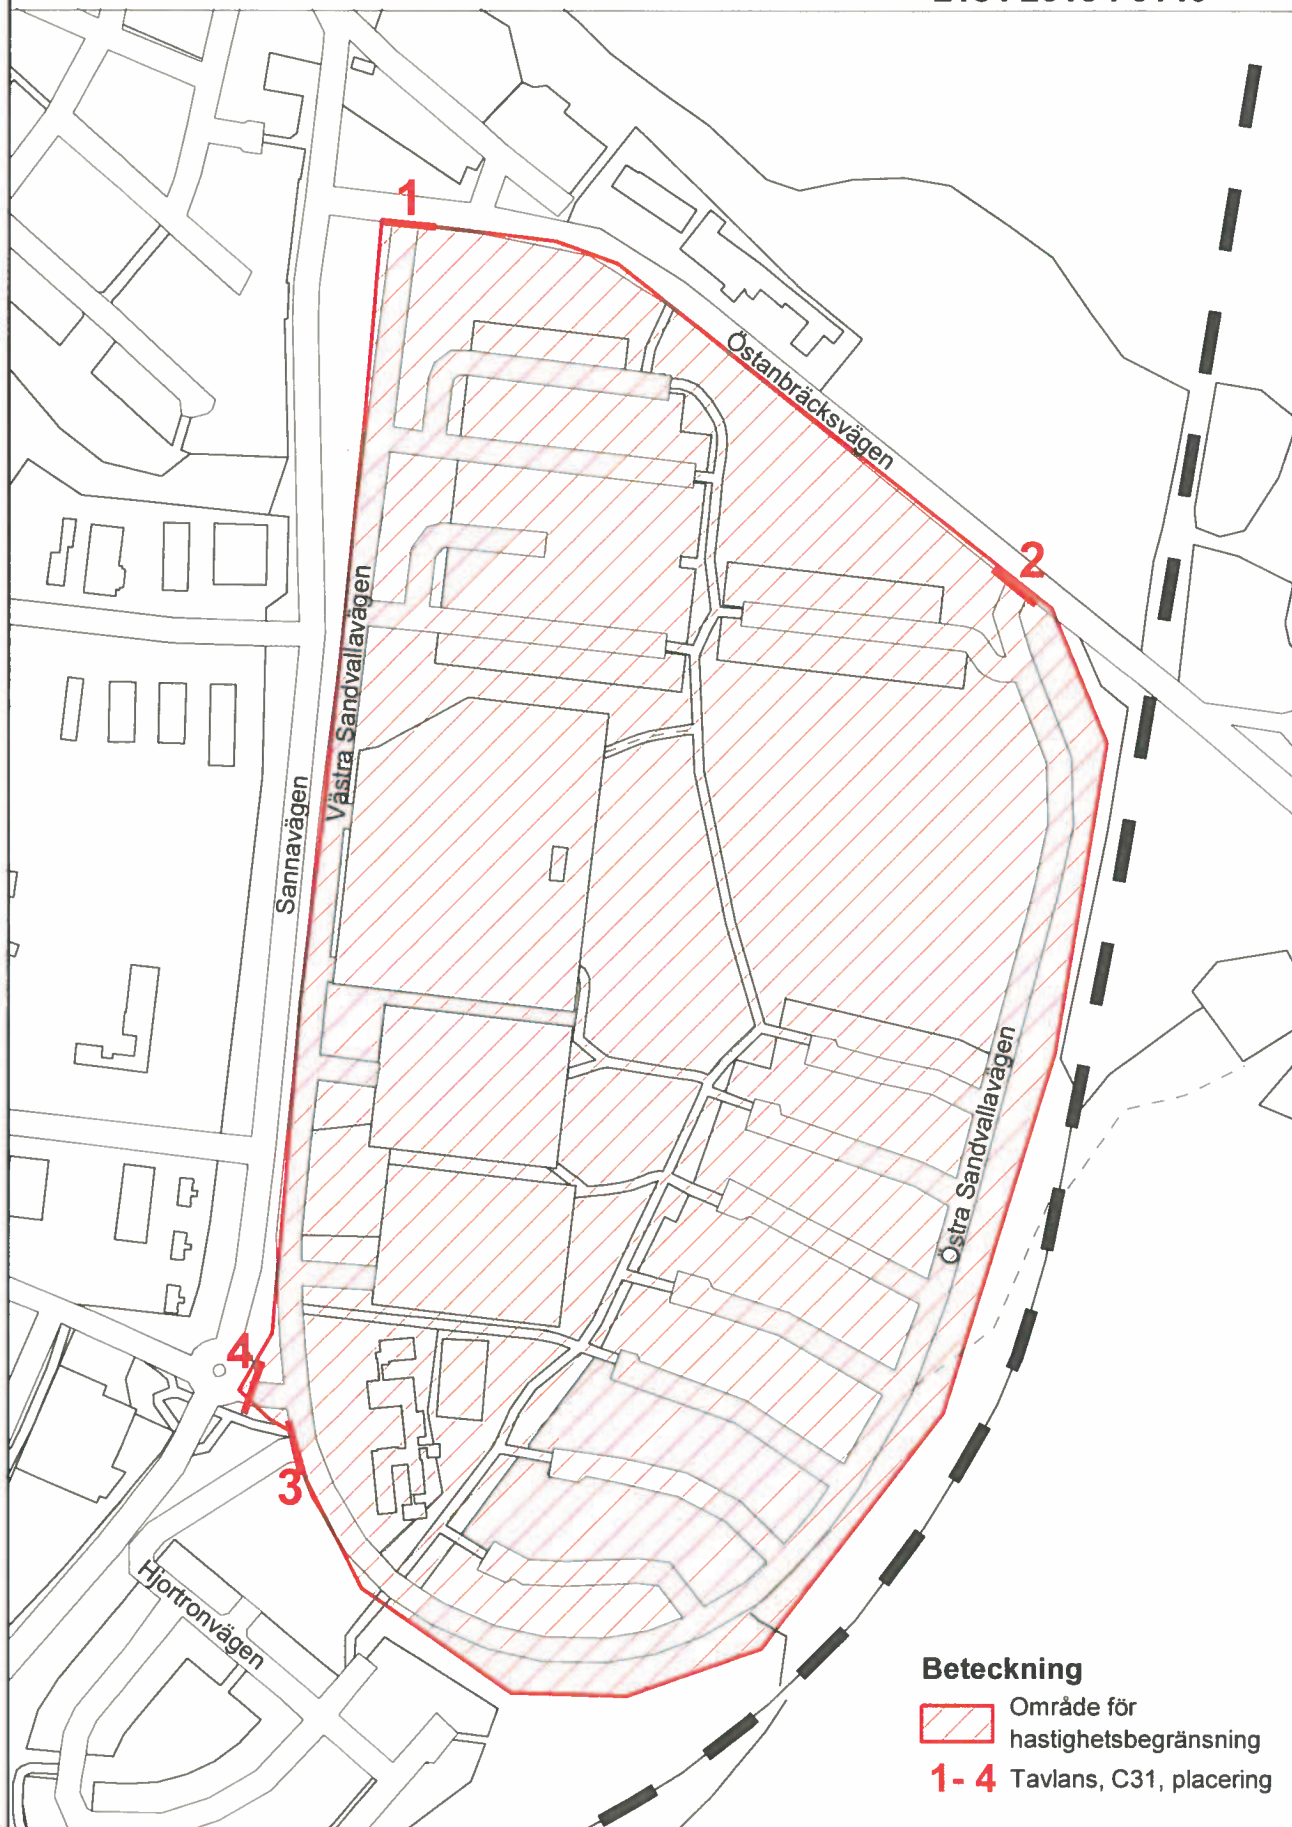 1
Östanbräcksvägen
2
Västra Sandvallavägen
Sannavägen
Östra Sandvallavägen
4
3
Hjortronvägen
Beteckning
Område för
hastighetsbegränsning
1- 4 Tavlans, C31, placering